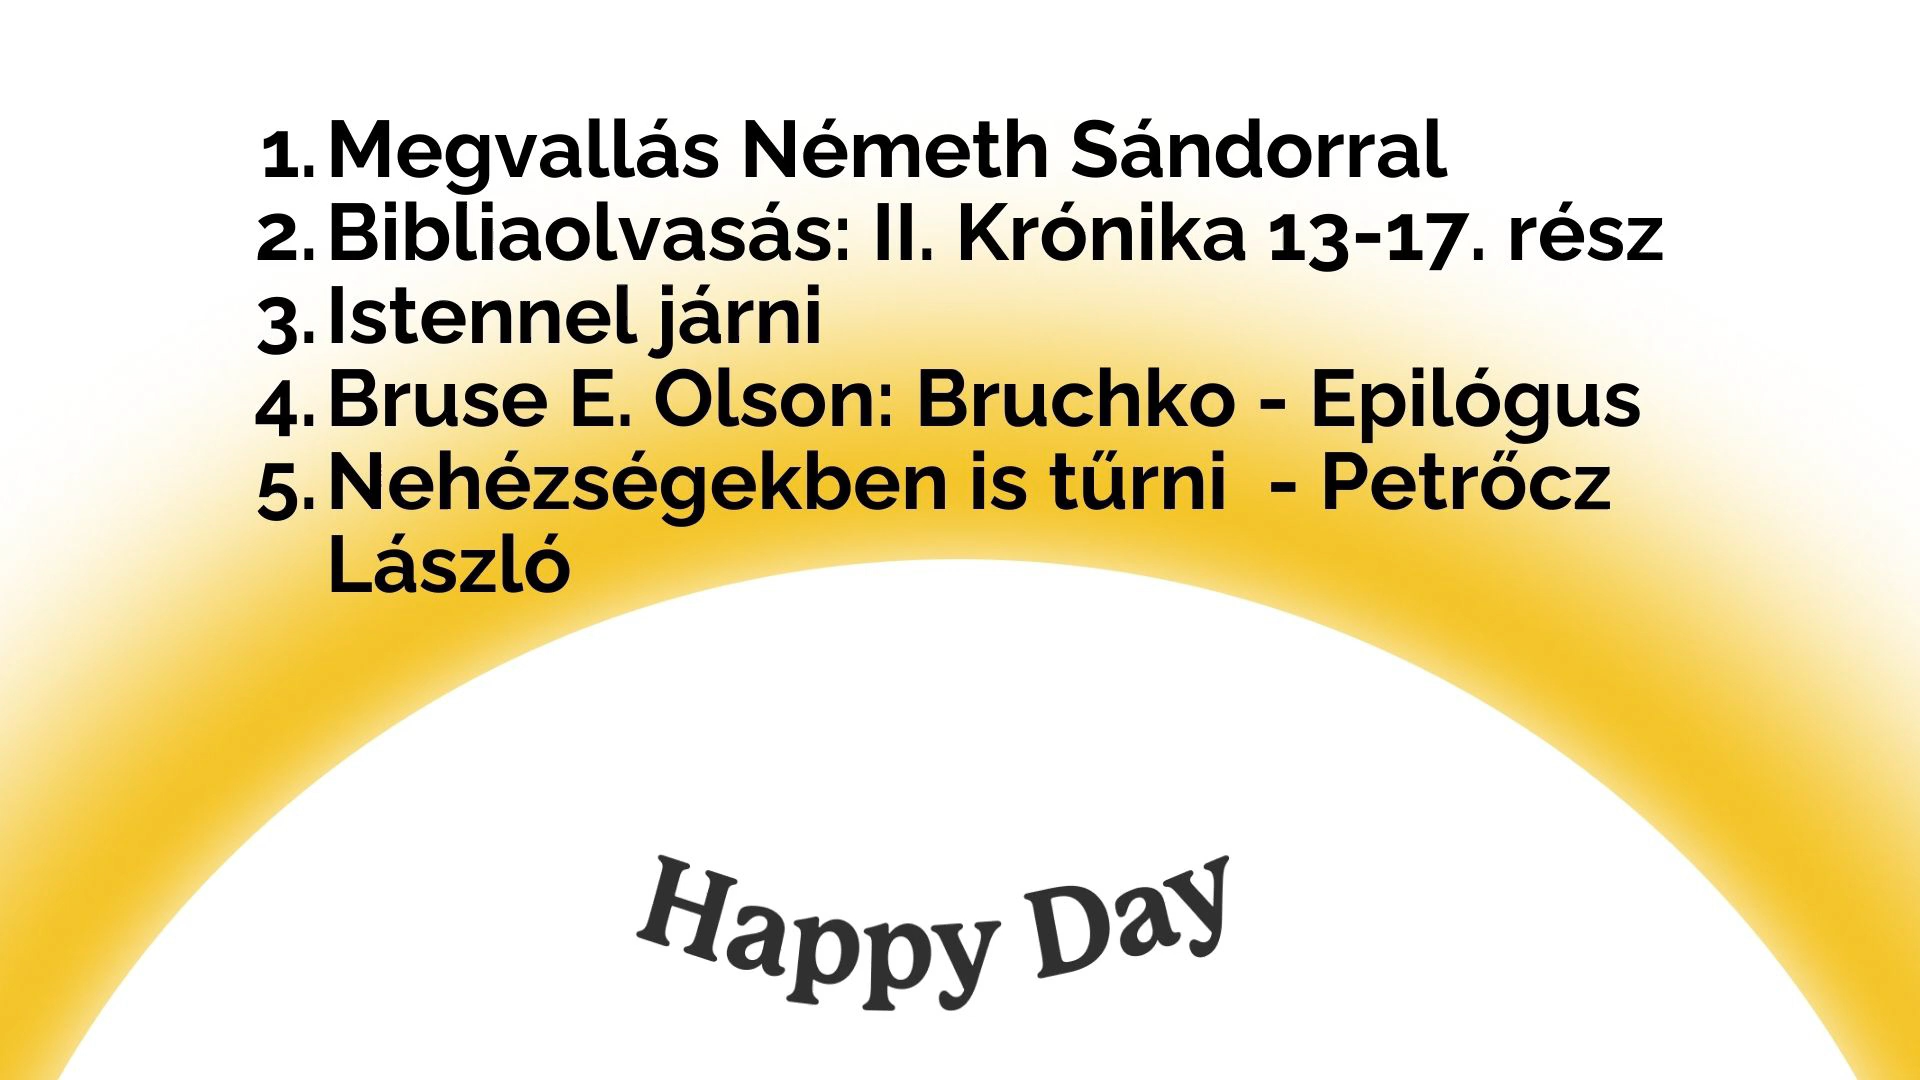 1. Megvallás Németh Sándorral
2. Bibliaolvasás: II. Krónika 13-17. rész
3. Istennel járni
4. Bruse E. Olson: Bruchko - Epilógus
5. Nehézségekben is tűrni  - Petrőcz
László
Happy Day